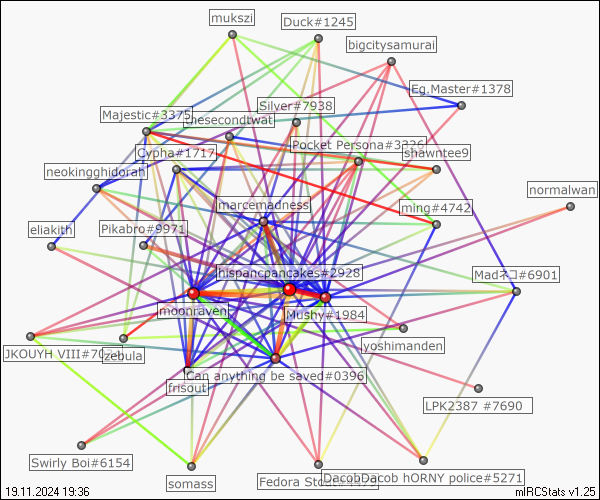 mukszi
Duck#1245
bigcitysamurai
Eg.Master#1378
Silver#7938
Majestic#3375
thesecondtwat
Pocket Persona#3326
Cypha#1717
shawntee9
neokingghidorah
normalwan
marcemadness
ming#4742
eliakith
Pikabro#9971
hispancpancakes#2928
Madネコ#6901
moonraven
Mushy#1984
JKOUYH VIII#70
zebula
yoshimanden
Can anything be saved#0396
frisout
LPK2387 #7690
Swirly Boi#6154
somass
Fedora
DacobDacob hORNY police#5271
19.11.2024 19:36
mIRCStats v1.25